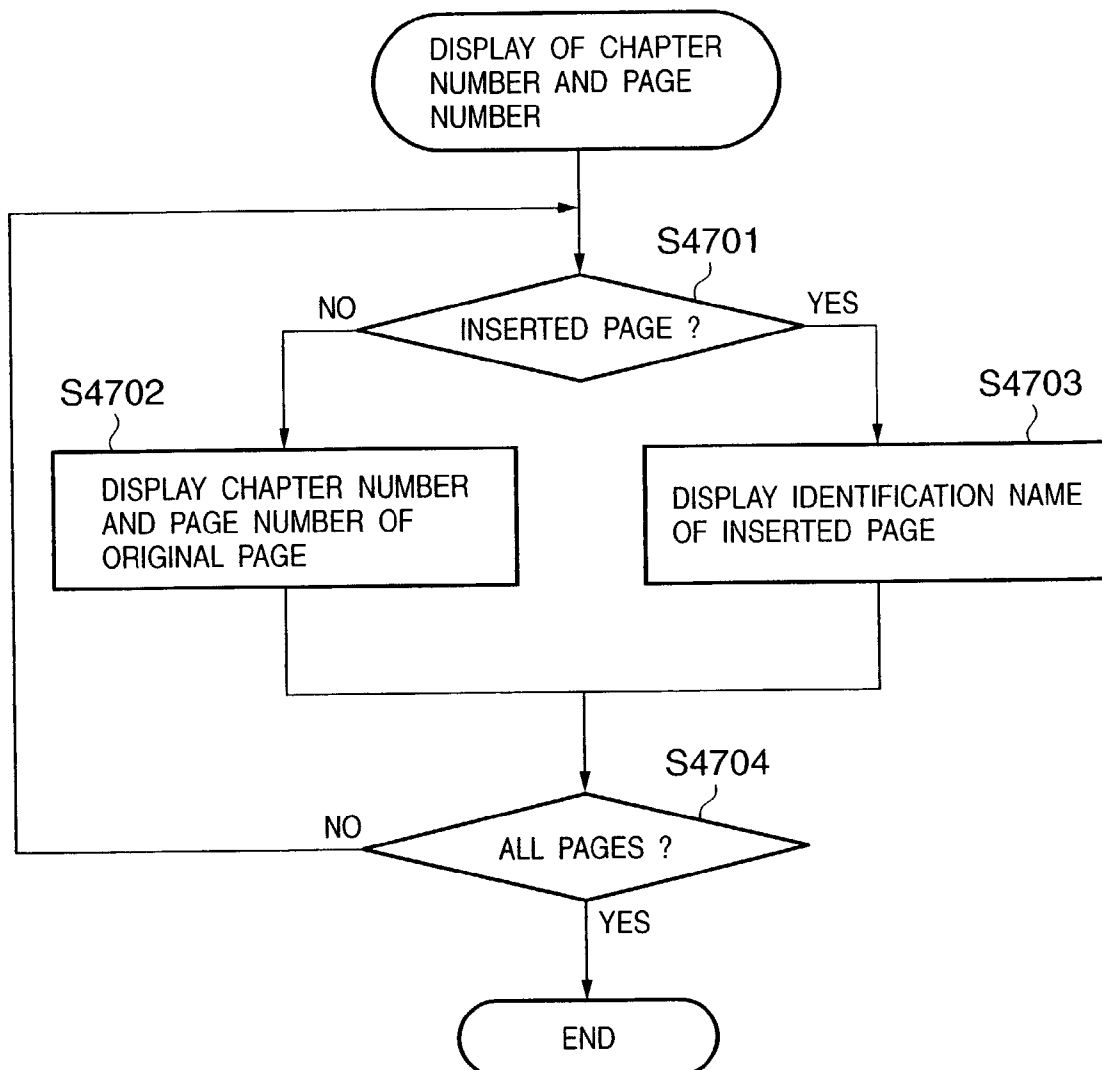 DISPLAY OF CHAPTER
NUMBER AND PAGE
NUMBER
S4701
NO
INSERTED PAGE ?
YES
S4702
S4703
DISPLAY CHAPTER NUMBER
AND PAGE NUMBER OF
ORIGINAL PAGE
DISPLAY IDENTIFICATION NAME
OF INSERTED PAGE
S4704
NO
ALL PAGES ?
YES
END